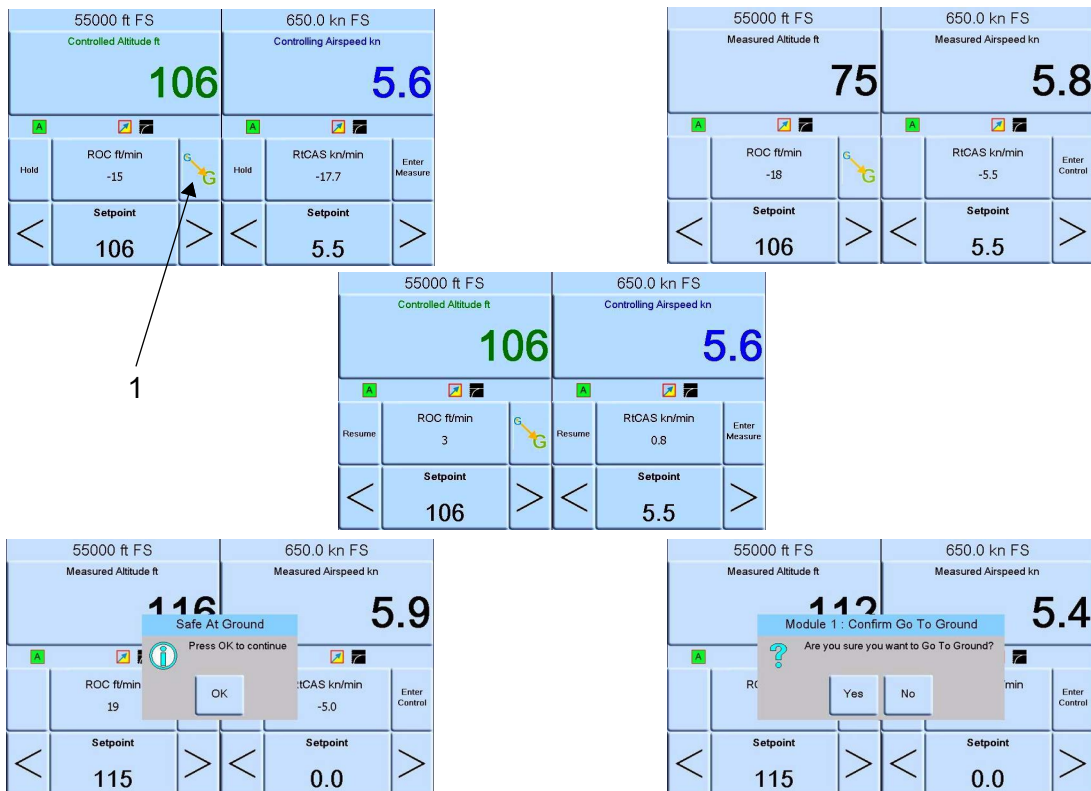 55000 ft FS 650.0 kn FS
Controlled Altitude ft Controlling Airspeed kn
106 5.6
A A
Hold ROC ft/min G G Hold RtCAS kn/min Enter Measure
-15 -17.7
Setpoint Setpoint
< 106 > < 5.5 >
1
55000 ft FS 650.0 kn FS
Measured Altitude ft Measured Airspeed kn
75 5.8
A A
ROC ft/min G G RtCAS kn/min Enter Control
-18 -5.5
Setpoint Setpoint
< 106 > < 5.5 >
55000 ft FS 650.0 kn FS
Controlled Altitude ft Controlling Airspeed kn
106 5.6
A A
Resume ROC ft/min G G Resume RtCAS kn/min Enter Measure
3 0.8
Setpoint Setpoint
< 106 > < 5.5 >
55000 ft FS 650.0 kn FS
Measured Altitude ft Measured Airspeed kn
116 5.9
Safe At Ground
Press OK to continue
A
OK
ROC ft/min tCAS kn/min Enter Control
19 -5.0
Setpoint Setpoint
< 115 > < 0.0 >
55000 ft FS 650.0 kn FS
Measured Altitude ft Measured Airspeed kn
112 5.4
Module 1 : Confirm Go To Ground
? Are you sure you want to Go To Ground?
A
Yes No
min Enter Control
Setpoint Setpoint
< 115 > < 0.0 >